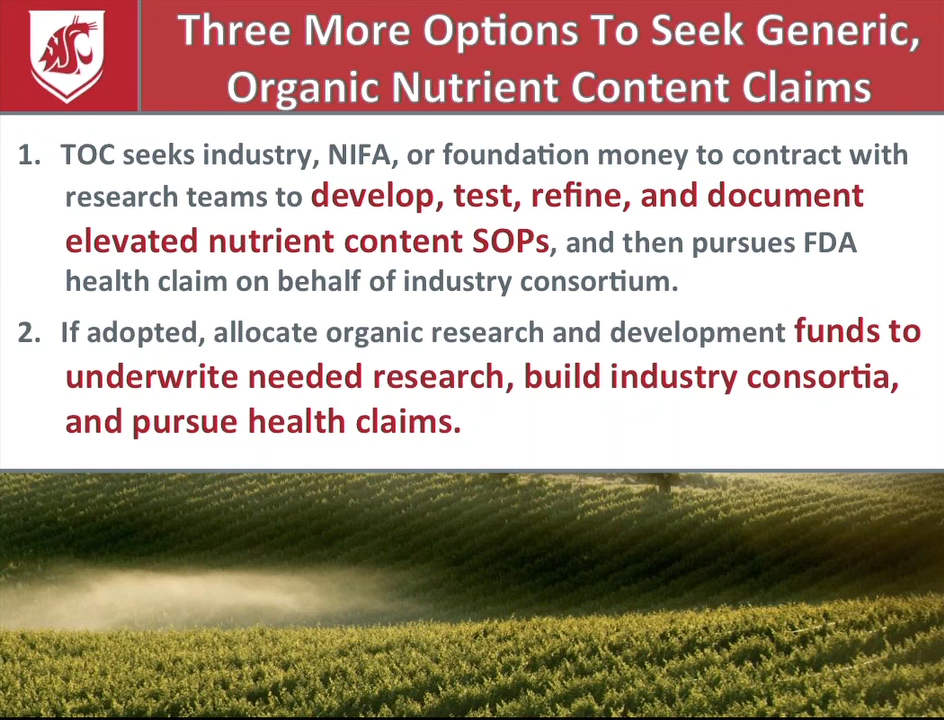 Three More Options To Seek Generic,
Organic Nutrient Content Claims
1. TOC seeks industry, NIFA, or foundation money to contract with
research teams to develop, test, refine, and document
elevated nutrient content SOPs, and then pursues FDA
health claim on behalf of industry consortium.
2. If adopted, allocate organic research and development funds to
underwrite needed research, build industry consortia,
and pursue health claims.